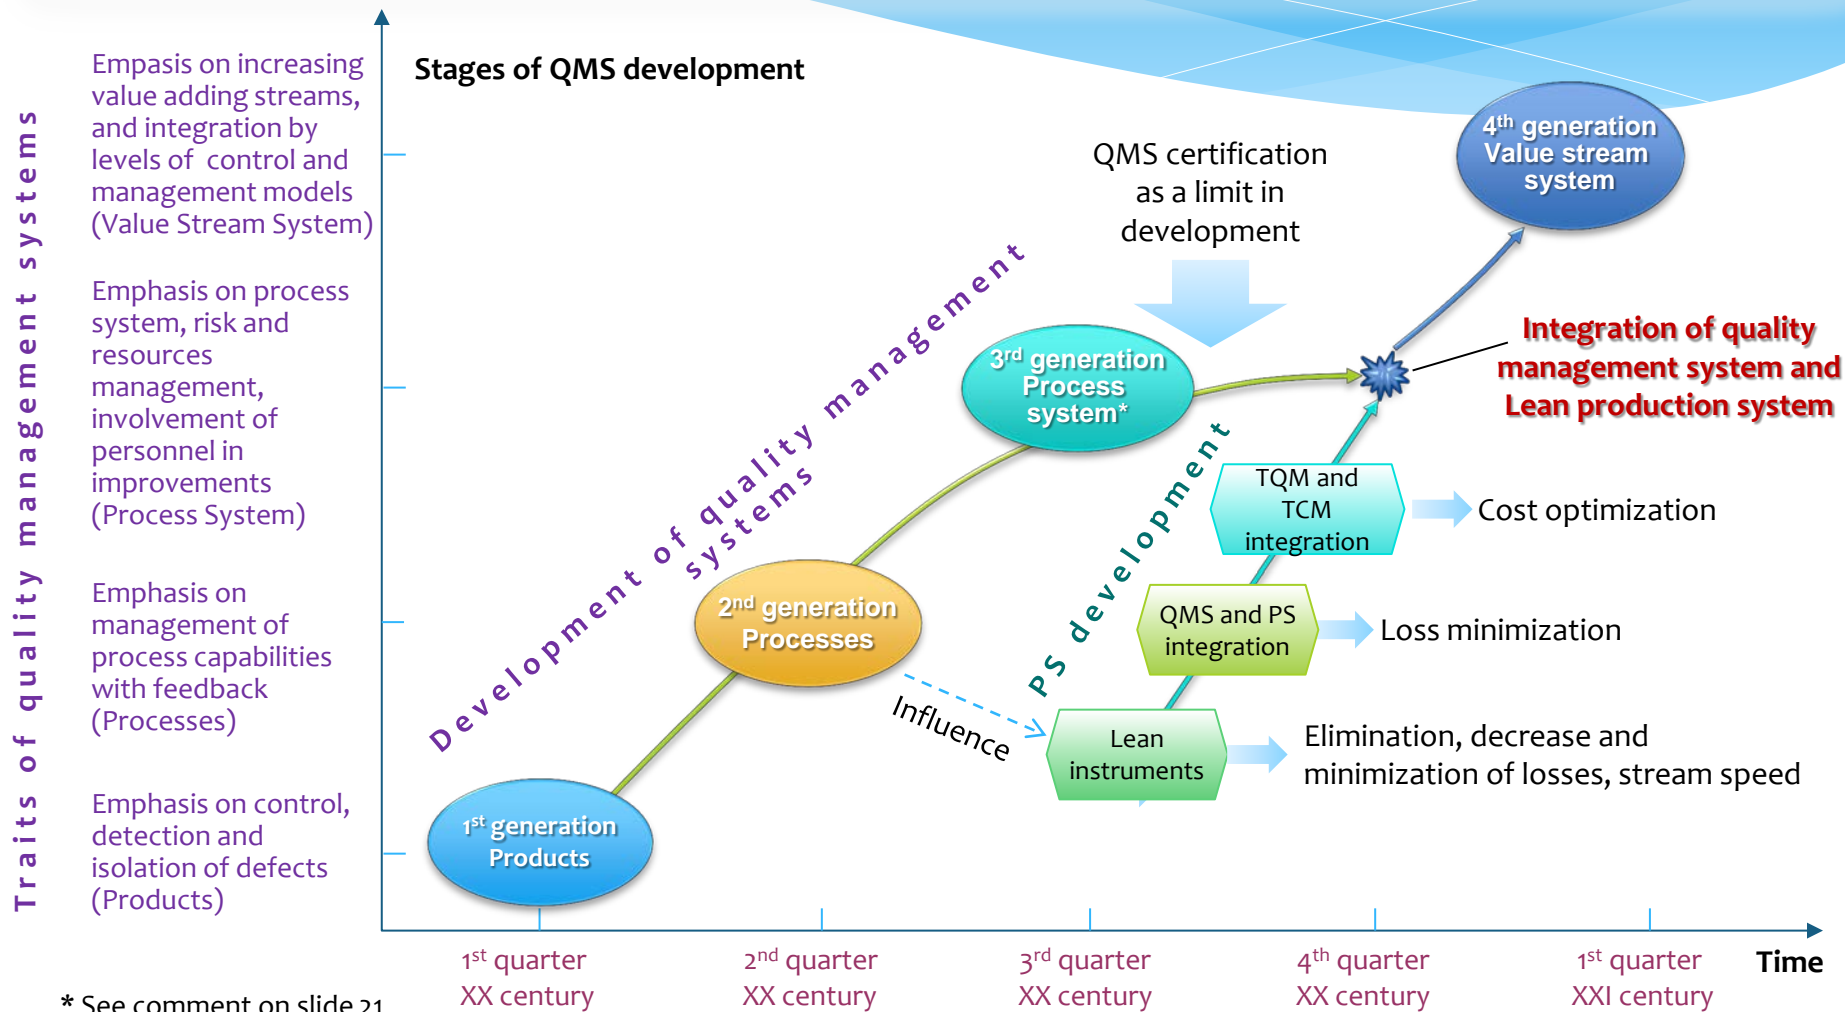 Stages of QMS development
Traits of quality management systems
Empasis on increasing
value adding streams,
and integration by
levels of control and
management models
(Value Stream System)
Emphasis on process
system, risk and
resources
management,
involvement of
personnel in
improvements
(Process System)
Emphasis on
management of
process capabilities
with feedback
(Processes)
Emphasis on control,
detection and
isolation of defects
(Products)
Development of quality management
systems
1st generation
Products
2nd generation
Processes
3rd generation
Process
system*
4th generation
Value stream
system
QMS certification
as a limit in
development
Integration of quality
management system and
Lean production system
PS development
Influence
TQM and
TCM
integration
Cost optimization
QMS and PS
integration
Loss minimization
Lean
instruments
Elimination, decrease and
minimization of losses, stream speed
1st quarter
XX century
2nd quarter
XX century
3rd quarter
XX century
4th quarter
XX century
1st quarter
XXI century
Time
* See comment on slide 21